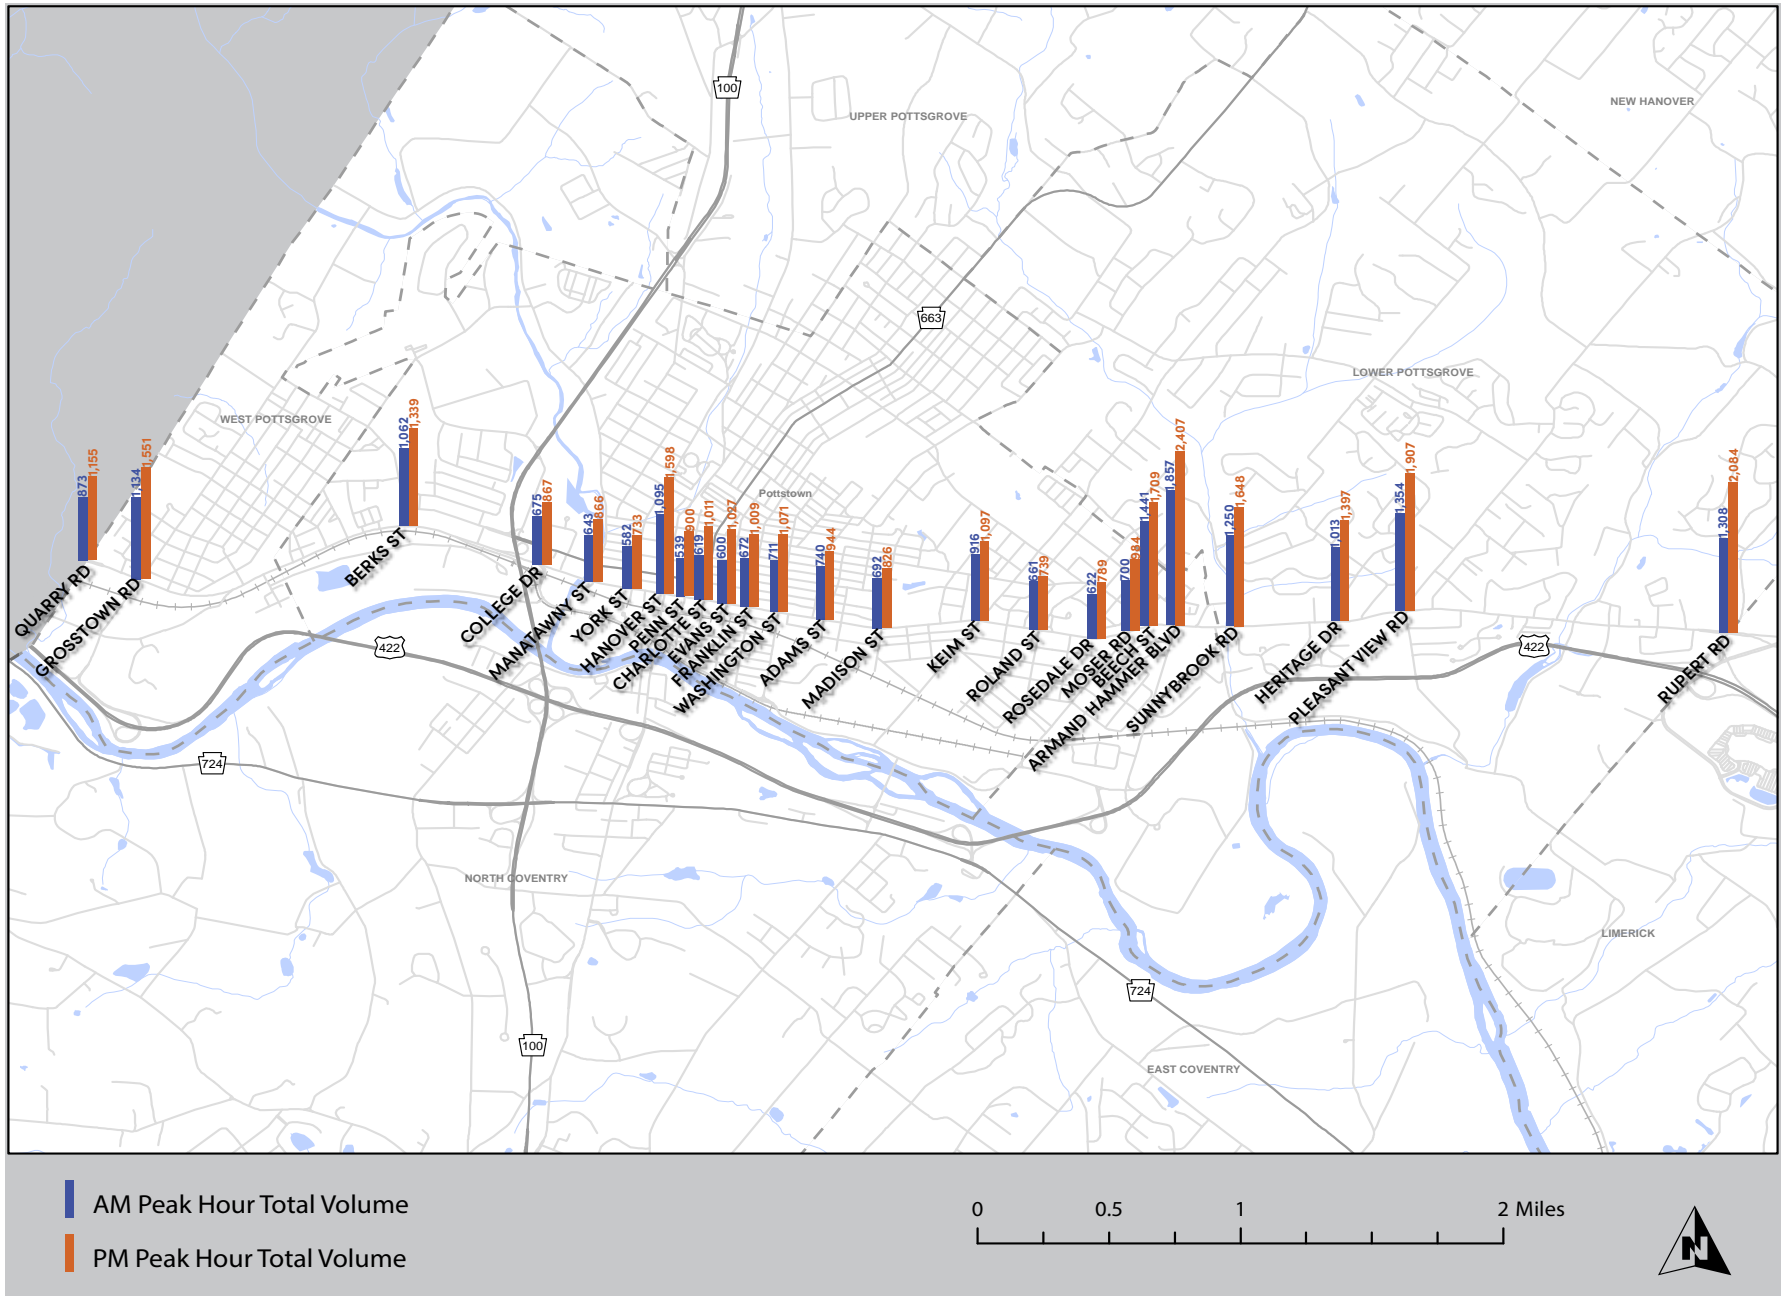 100
UPPER POTTSGROVE
NEW HANOVER
663
LOWER POTTSGROVE
WEST POTTSGROVE
Pottstown
873
1,155
QUARRY RD
1,134
1,551
GROSSTOWN RD
1,062
1,339
BERKS ST
675
867
COLLEGE DR
643
866
MANATAWNY ST
582
733
YORK ST
1,095
1,598
HANOVER ST
539
900
PENN ST
619
1,011
CHARLOTTE ST
600
1,027
EVANS ST
672
1,009
FRANKLIN ST
711
1,071
WASHINGTON ST
740
944
ADAMS ST
692
826
MADISON ST
916
1,097
KEIM ST
661
739
ROLAND ST
622
789
ROSEDALE DR
700
984
MOSER RD
1,441
1,709
BEECH ST
1,857
2,407
ARMAND HAMMER BLVD
1,250
1,648
SUNNYBROOK RD
1,013
1,397
HERITAGE DR
1,354
1,907
PLEASANT VIEW RD
1,308
2,084
RUPERT RD
422
422
724
NORTH COVENTRY
LIMERICK
724
100
EAST COVENTRY
AM Peak Hour Total Volume
PM Peak Hour Total Volume
0 0.5 1 2 Miles
N